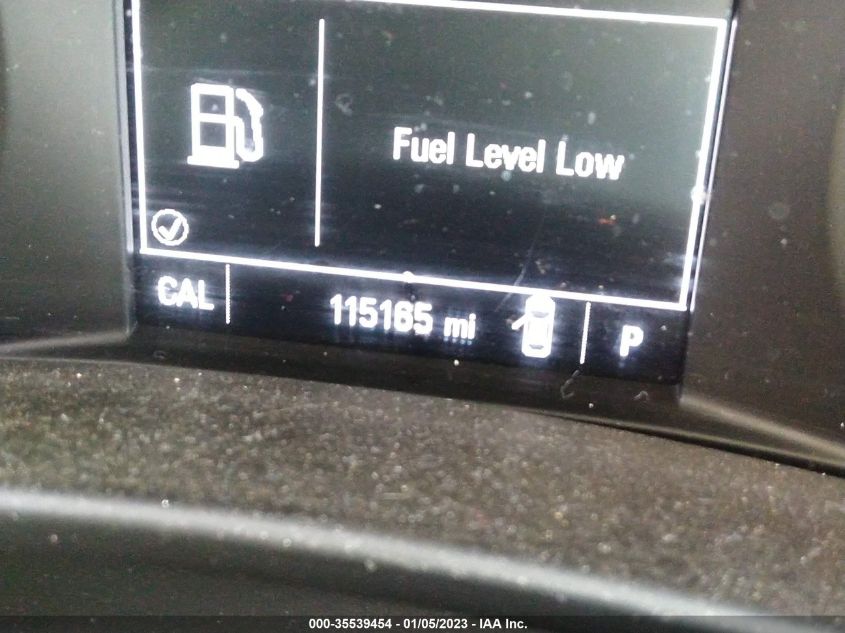 Fuel Level Low
CAL 115165 mi P
000-35539454 - 01/05/2023 - IAA Inc.